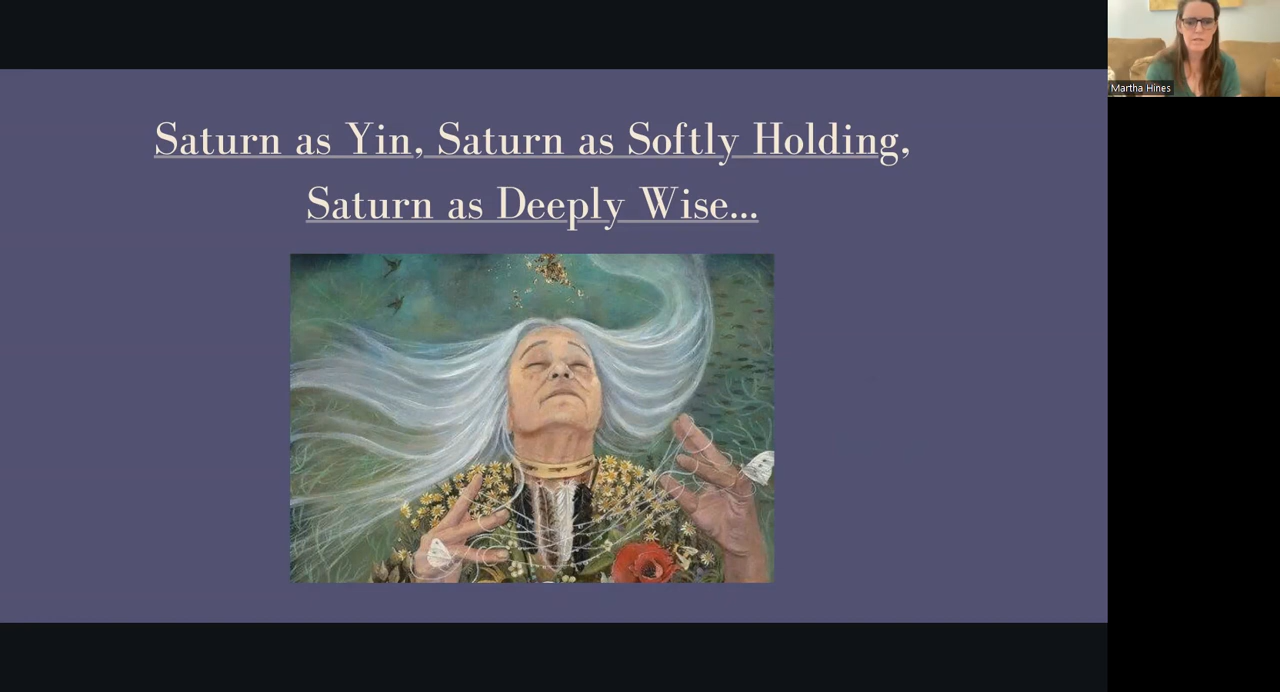 Saturn as Yin, Saturn as Softly Holding,
Saturn as Deeply Wise...
Martha Hines